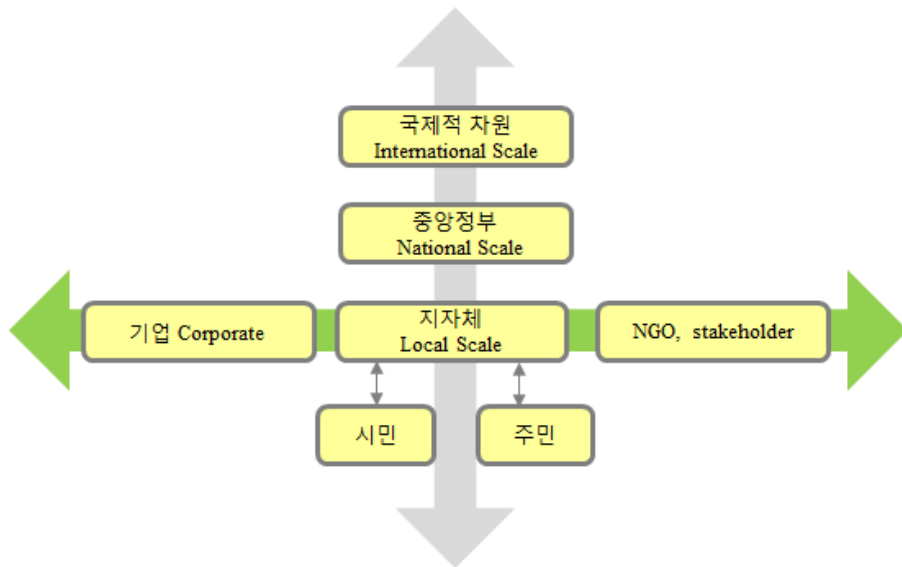 국제적 차원
International Scale
중앙정부
National Scale
기업 Corporate
지자체
Local Scale
NGO, stakeholder
시민
주민